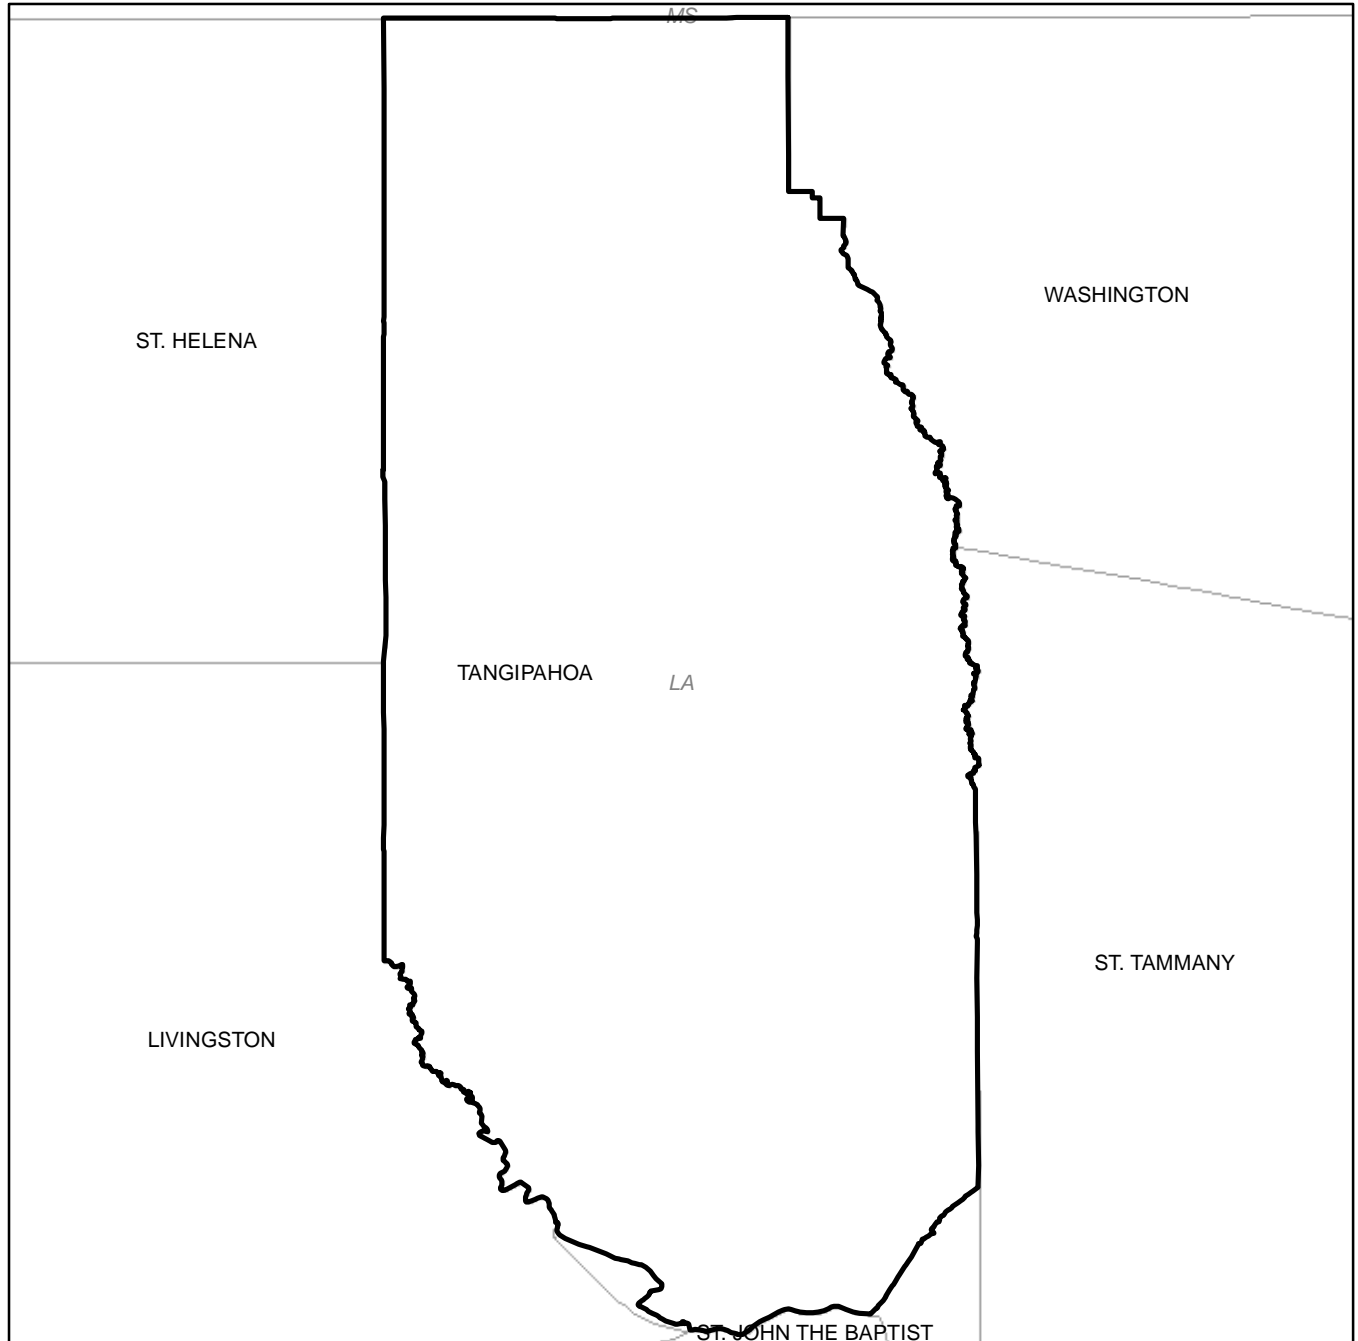 MS
WASHINGTON
ST. HELENA
TANGIPAHOA
LA
ST. TAMMANY
LIVINGSTON
ST. JOHN THE BAPTIST